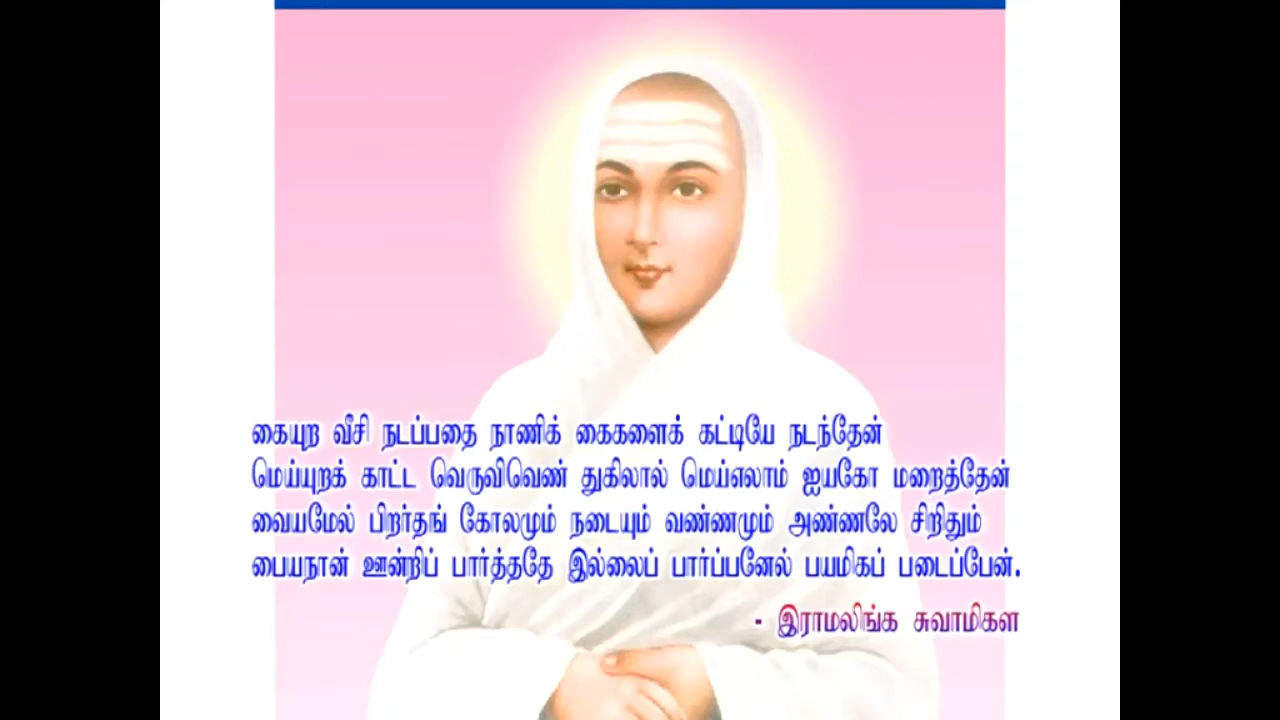 கையுற வீசி நடப்பதை நாணிக் கைகளைக் கட்டியே நடந்தேன்
மெய்யுறக் காட்ட வெருவிவெண் துகிலால் மெய்எலாம் ஐயகோ மறைத்தேன்
வையமேல் பிறர்தங் கோலமும் நடையும் வண்ணமும் அண்ணலே சிறிதும்
பையநான் ஊன்றிப் பார்த்ததே இல்லைப் பார்ப்பனேல் பயமிகப் படைப்பேன்.
- இராமலிங்க சுவாமிகள